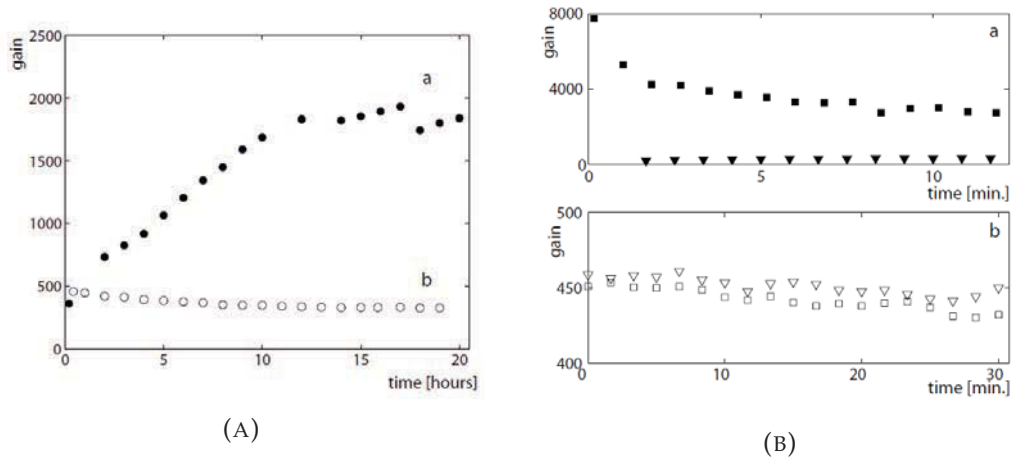 gain
2500
2000
1500
1000
500
0
a
b
0 5 10 15 20
time [hours]
(A)
gain
8000
4000
0
a
0 5 10
time [min.]
gain
500
450
400
b
0 10 20 30
time [min.]
(B)